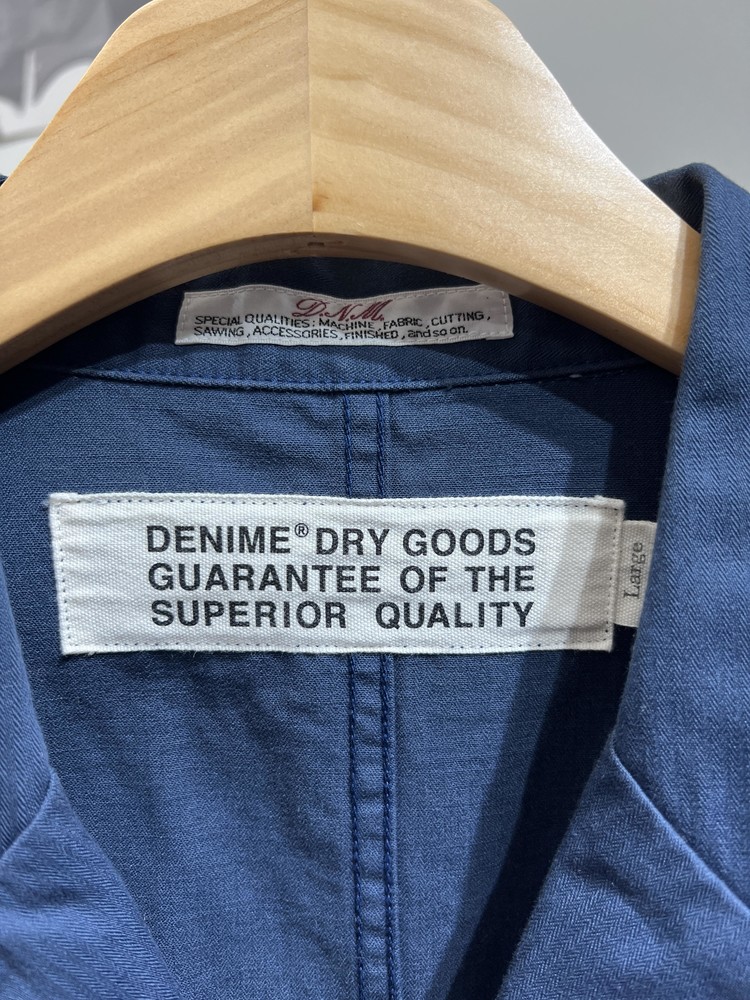 D.N.M.
SPECIAL QUALITIES: MACHINE, FABRIC, CUTTING,
SAWING, ACCESSORIES, FINISHED, and so on.
DENIME® DRY GOODS
GUARANTEE OF THE
SUPERIOR QUALITY
Large